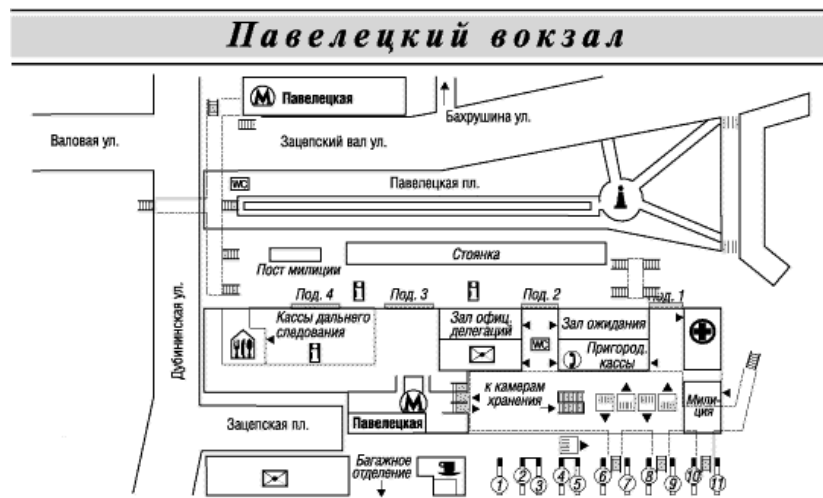 Павелецкий вокзал
М Павелецкая
Бахрушина ул.
Валовая ул.
Зацепский вал ул.
WC
Павелецкая пл.
Стоянка
Пост милиции
Дубининская ул.
Под. 4
Под. 3
Под. 2
Под. 1
Кассы дальнего
следования
Зал офиц.
делегаций
Зал ожидания
WC
Пригород.
кассы
к камерам
хранения
Мили-
ция
М
Павелецкая
Зацепская пл.
Багажное
отделение
1
2
3
4
5
6
7
8
9
10
11